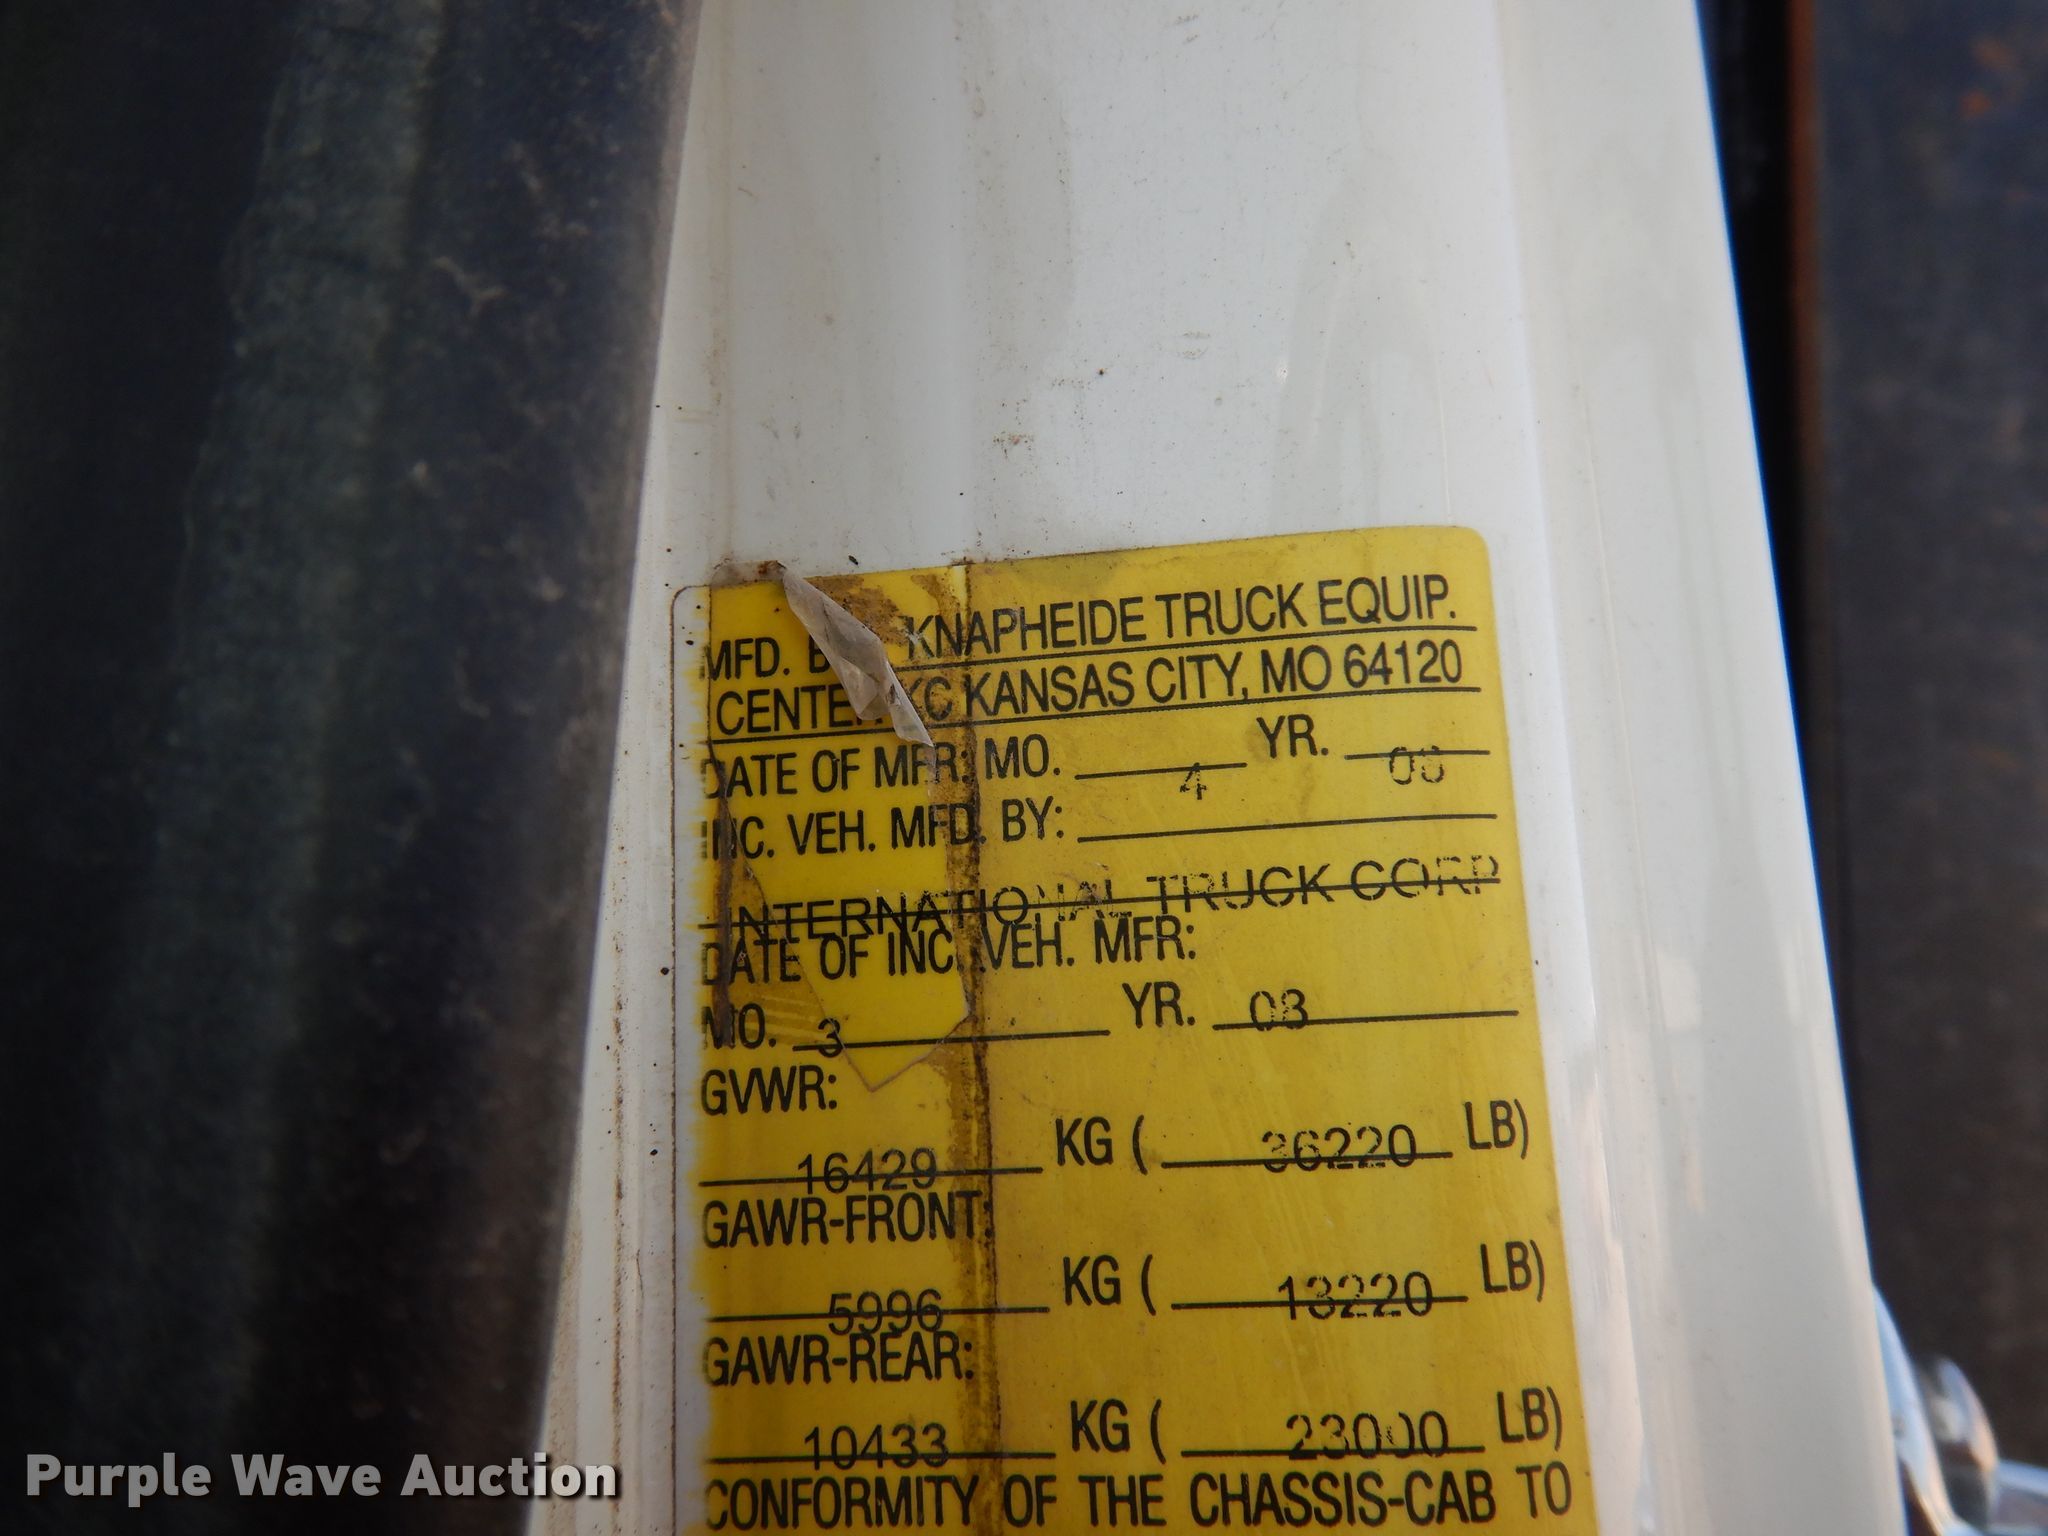 MFD. KNAPHEIDE TRUCK EQUIP.
CENTER KC KANSAS CITY, MO 64120
DATE OF MFR: MO. 4 YR. 08
INC. VEH. MFD. BY:
INTERNATIONAL TRUCK CORP
DATE OF INC. VEH. MFR:
MO. 3 YR. 08
GVWR:
16429 KG ( 36220 LB)
GAWR-FRONT:
5996 KG ( 13220 LB)
GAWR-REAR:
10433 KG ( 23000 LB)
CONFORMITY OF THE CHASSIS-CAB TO
Purple Wave Auction